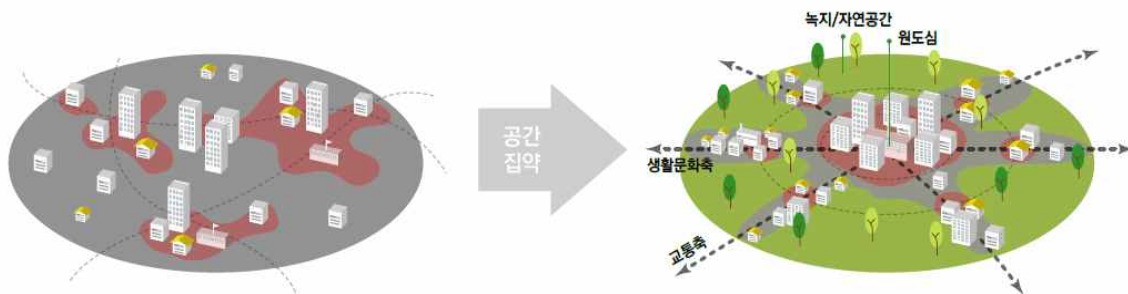 녹지/자연공간
원도심
공간
집약
생활문화축
교통축